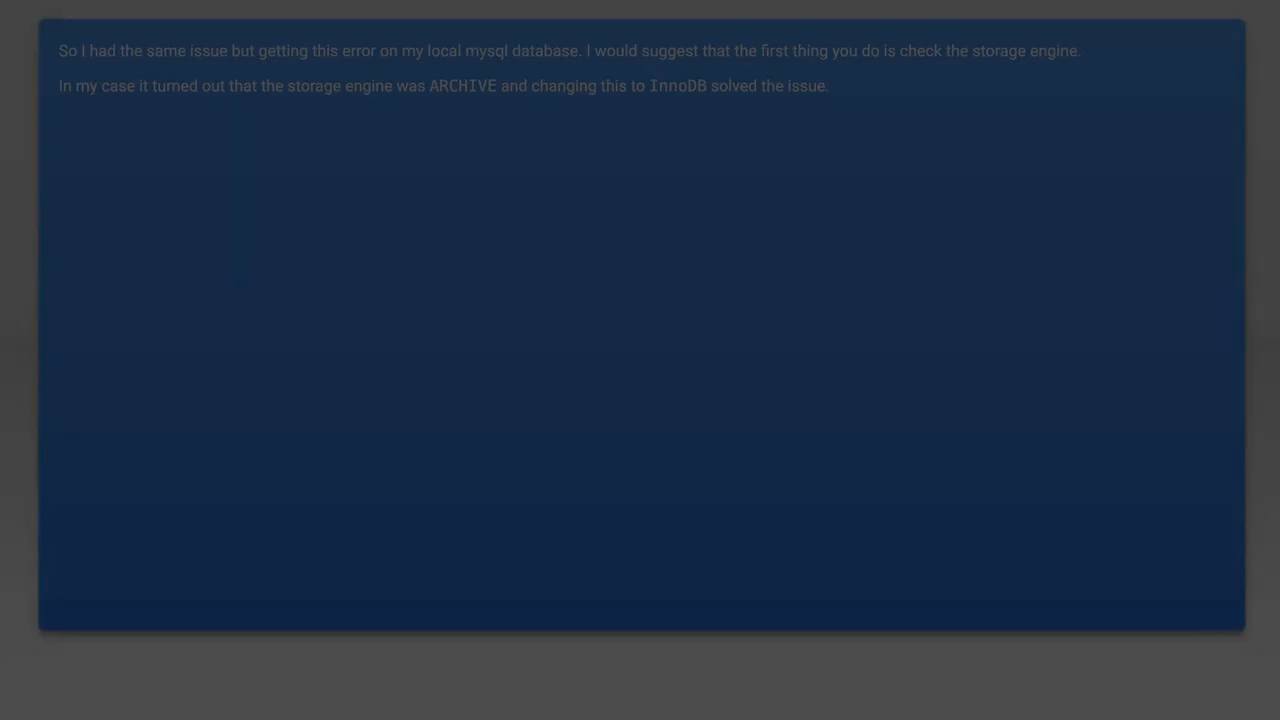 So I had the same issue but getting this error on my local mysql database. I would suggest that the first thing you do is check the storage engine.
In my case it turned out that the storage engine was ARCHIVE and changing this to InnoDB solved the issue.